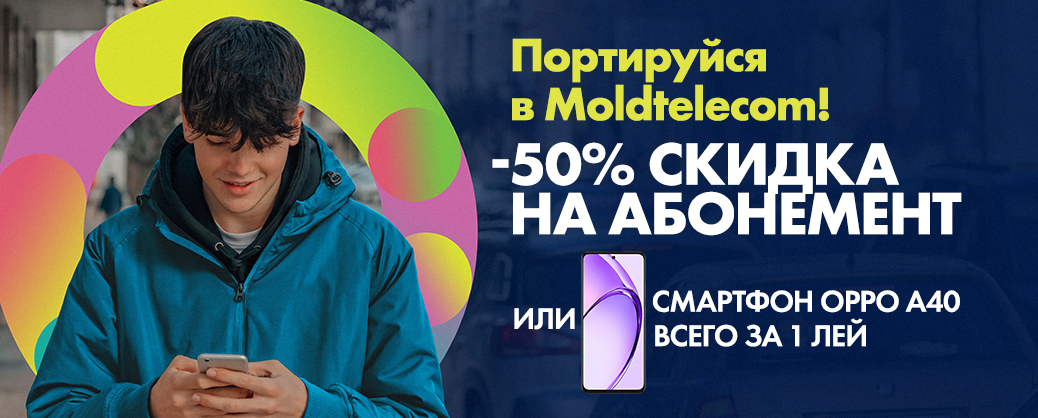 Портируйся
в Moldtelecom!
-50% СКИДКА
НА АБОНЕМЕНТ
ИЛИ
СМАРТФОН OPPO A40
ВСЕГО ЗА 1 ЛЕЙ